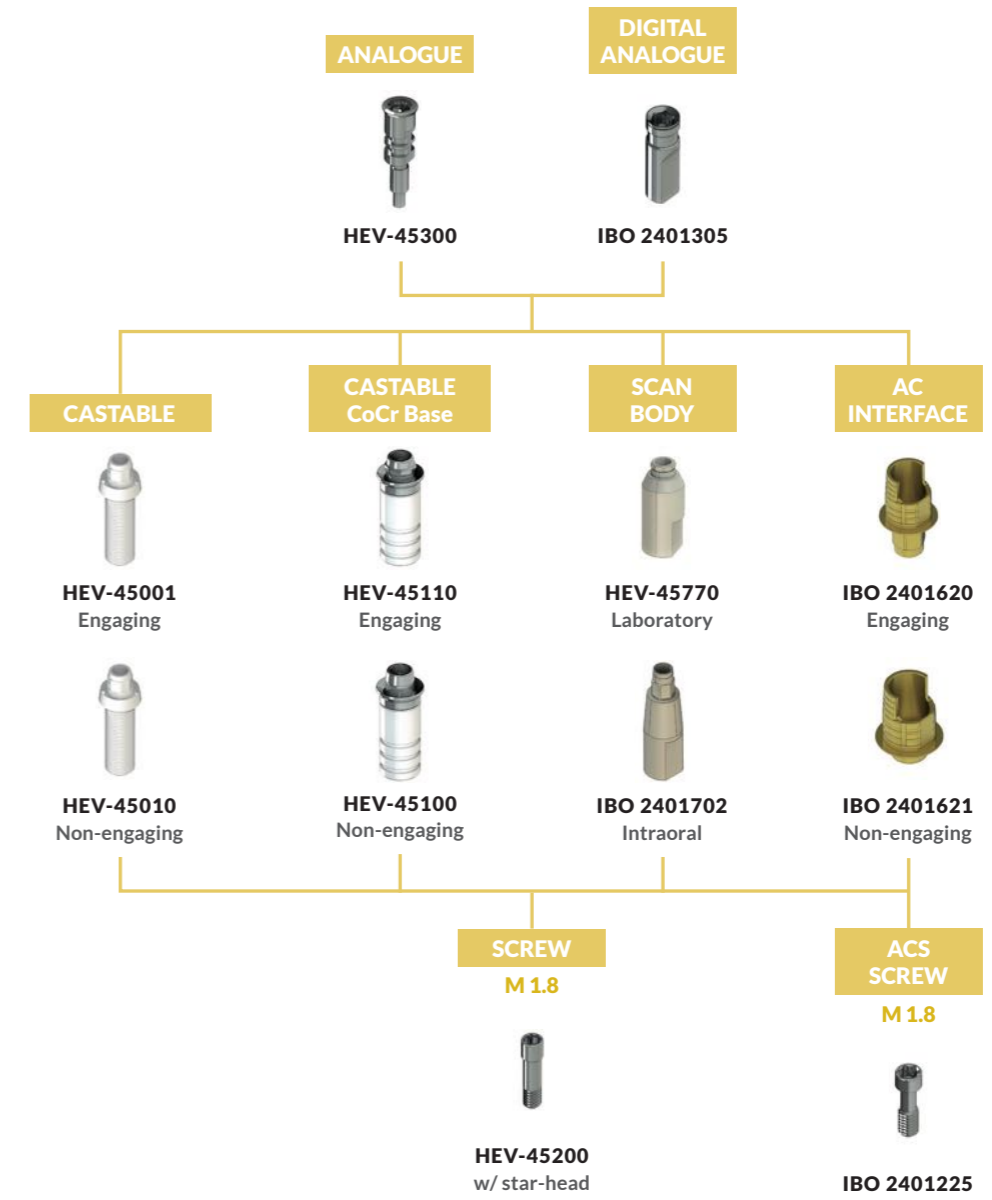 ANALOGUE
DIGITAL
ANALOGUE
HEV-45300
IBO 2401305
CASTABLE
CASTABLE
CoCr Base
SCAN
BODY
AC
INTERFACE
HEV-45001
Engaging
HEV-45110
Engaging
HEV-45770
Laboratory
IBO 2401620
Engaging
HEV-45010
Non-engaging
HEV-45100
Non-engaging
IBO 2401702
Intraoral
IBO 2401621
Non-engaging
SCREW
M 1.8
ACS
SCREW
M 1.8
HEV-45200
w/ star-head
IBO 2401225